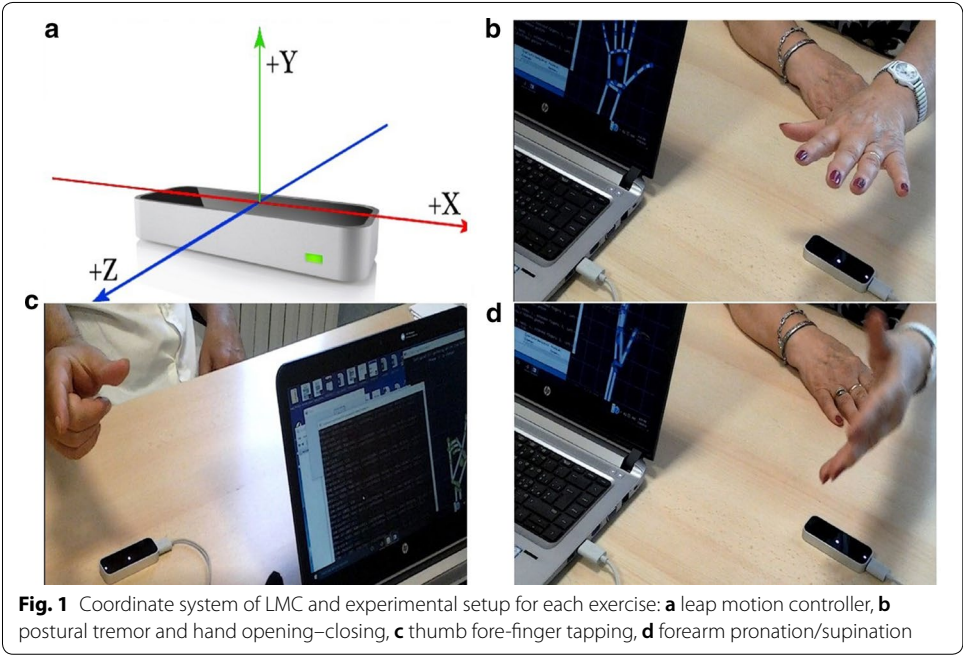 a
+Y
+X
+Z
b
c
d
Fig. 1 Coordinate system of LMC and experimental setup for each exercise: a leap motion controller, b
postural tremor and hand opening–closing, c thumb fore-finger tapping, d forearm pronation/supination